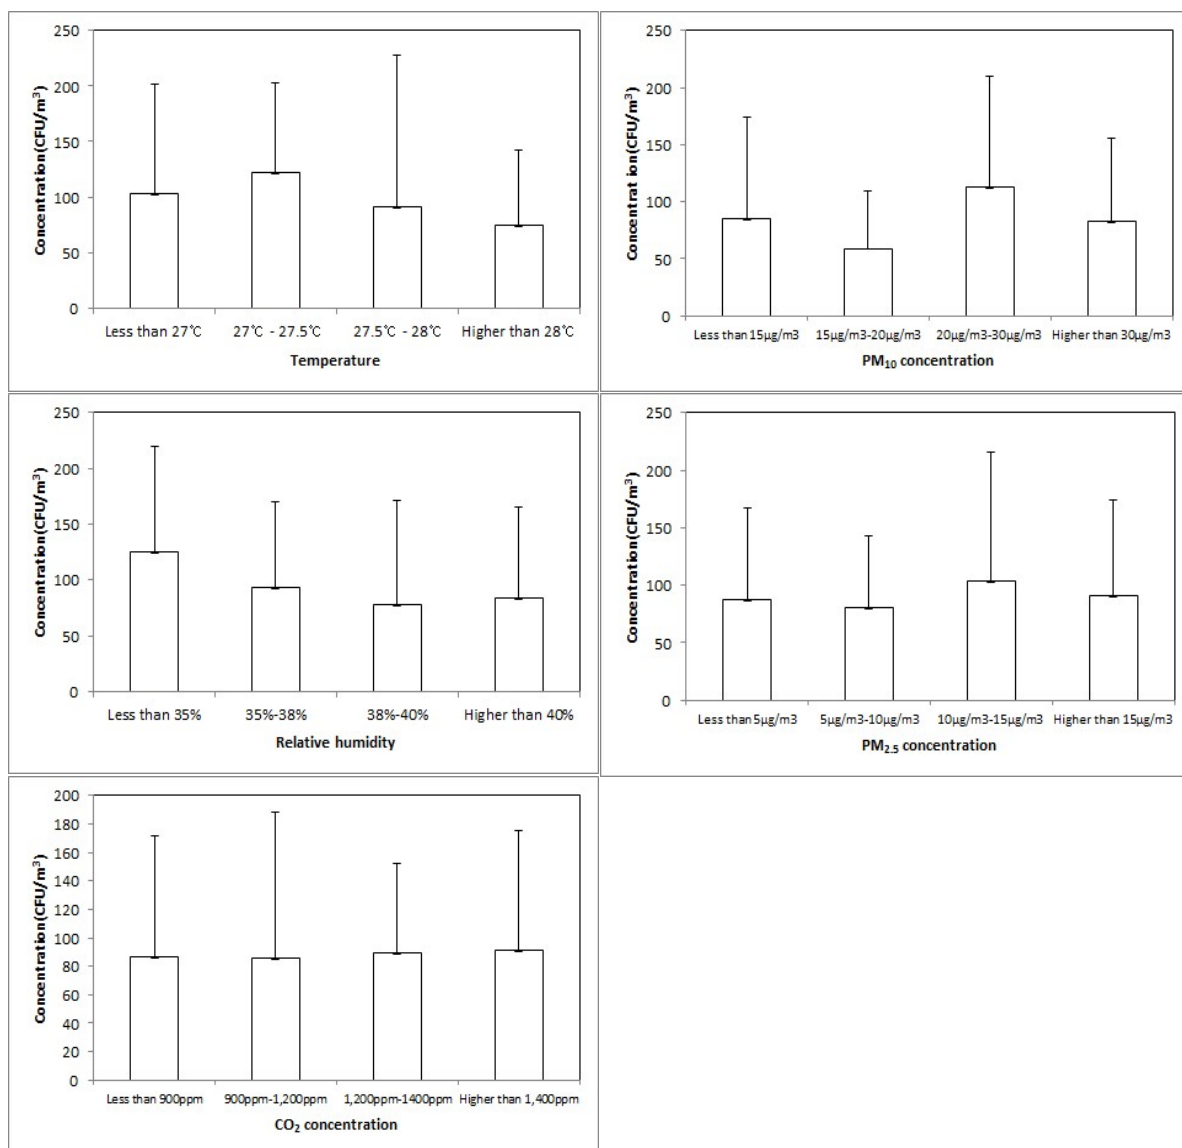 Concentration(CFU/m³)
250
200
150
100
50
0
Less than 27℃ 27℃ - 27.5℃ 27.5℃ - 28℃ Higher than 28℃
Temperature
Concentrat ion(CFU/m³)
250
200
150
100
50
0
Less than 15µg/m3 15µg/m3-20µg/m3 20µg/m3-30µg/m3 Higher than 30µg/m3
PM₁₀ concentration
Concentration(CFU/m³)
250
200
150
100
50
0
Less than 35% 35%-38% 38%-40% Higher than 40%
Relative humidity
Concentration(CFU/m³)
250
200
150
100
50
0
Less than 5µg/m3 5µg/m3-10µg/m3 10µg/m3-15µg/m3 Higher than 15µg/m3
PM₂.₅ concentration
Concentration(CFU/m³)
200
180
160
140
120
100
80
60
40
20
0
Less than 900ppm 900ppm-1,200ppm 1,200ppm-1400ppm Higher than 1,400ppm
CO₂ concentration